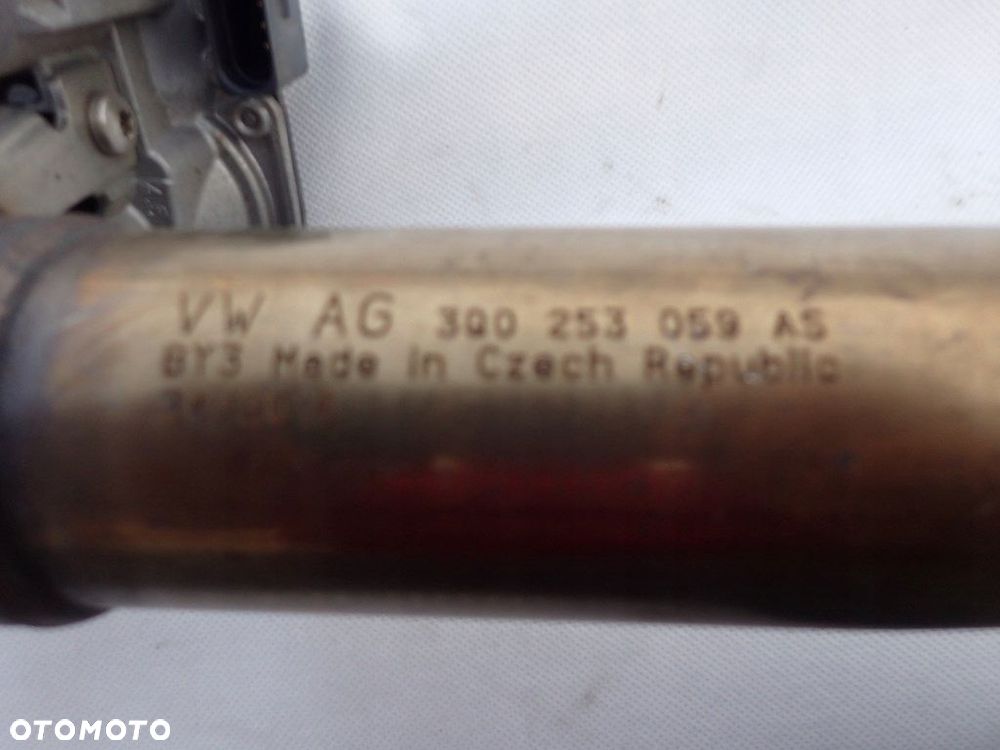 VW AG 3Q0 253 059 AS
BY3 Made in Czech Republic
OTOMOTO